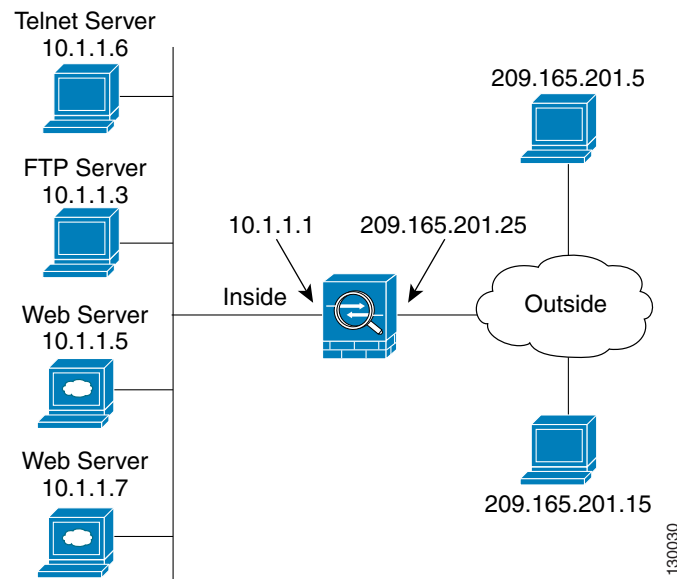 Telnet Server
10.1.1.6
209.165.201.5
FTP Server
10.1.1.3
10.1.1.1
209.165.201.25
Inside
Outside
Web Server
10.1.1.5
Web Server
10.1.1.7
209.165.201.15
130030